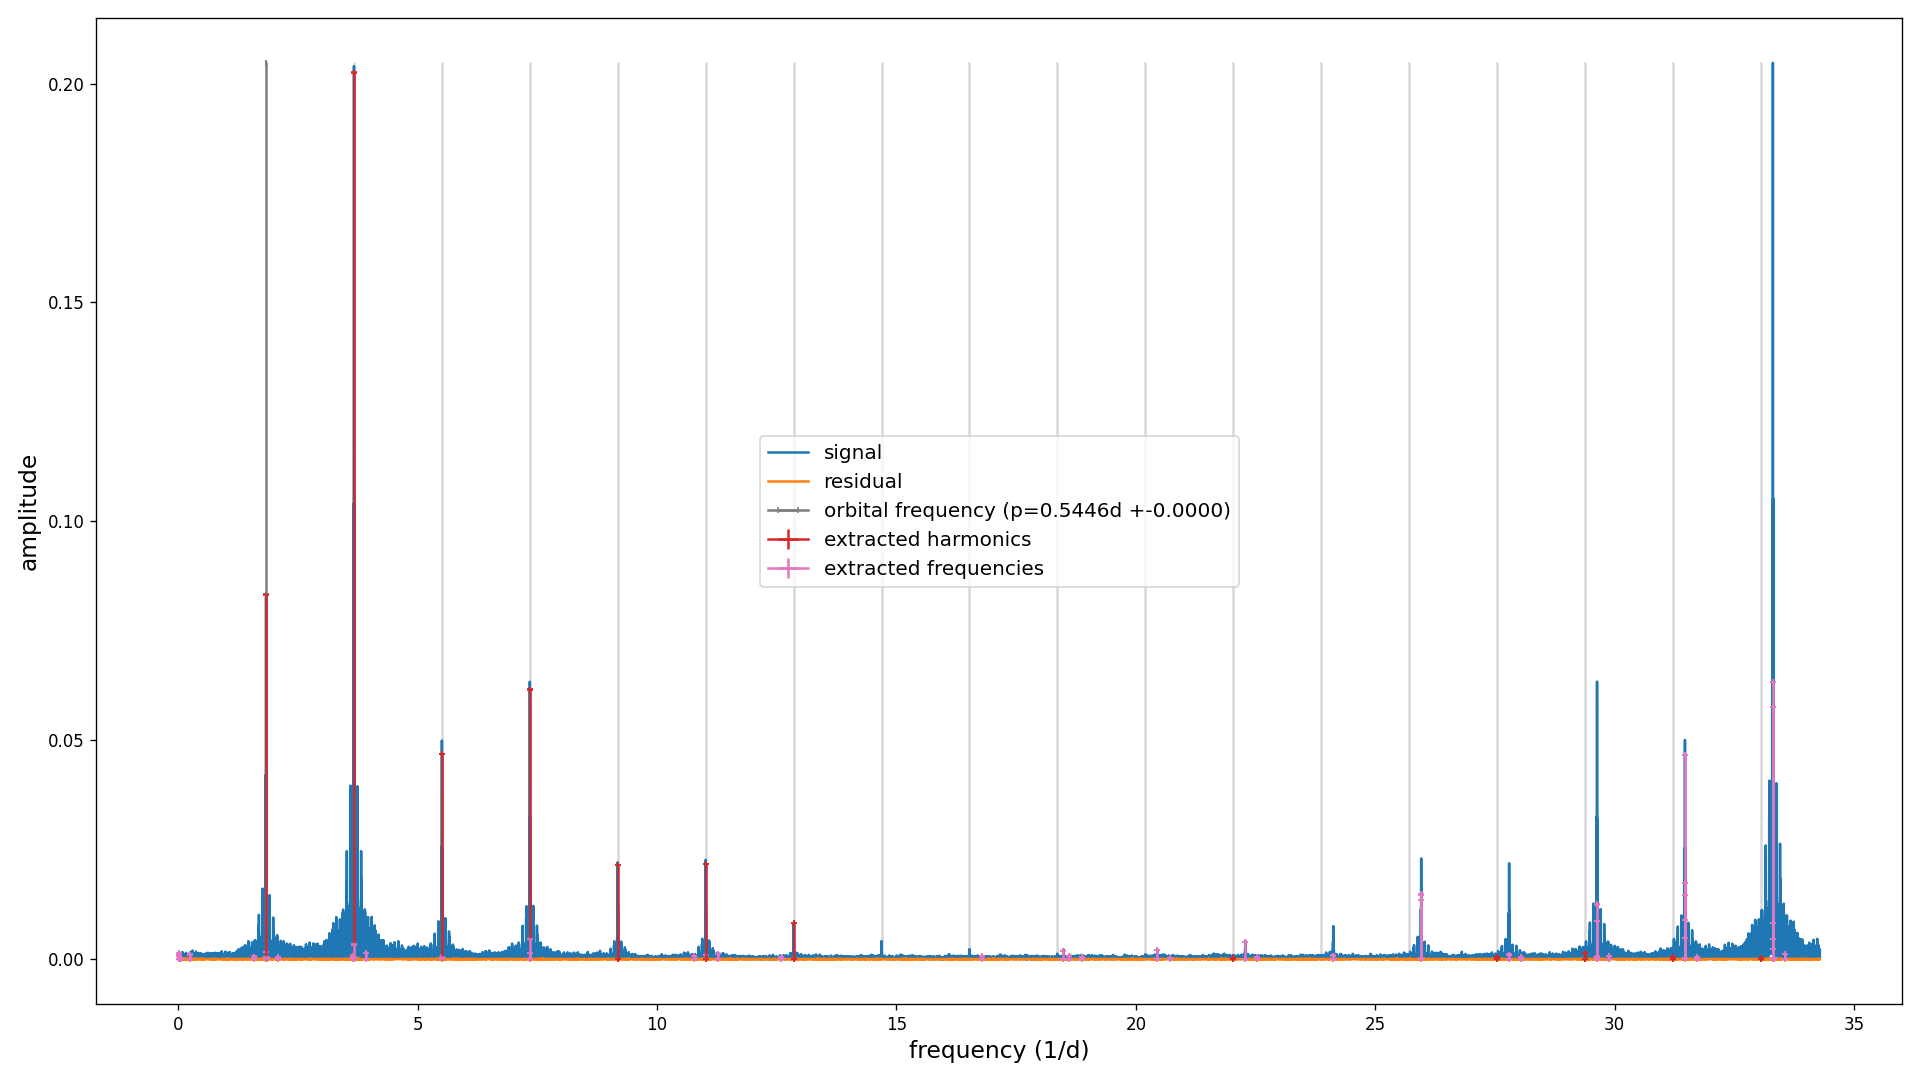 0.20
0.15
0.10
0.05
0.00
amplitude
signal
residual
orbital frequency (p=0.5446d +-0.0000)
extracted harmonics
extracted frequencies
0 5 10 15 20 25 30 35
frequency (1/d)